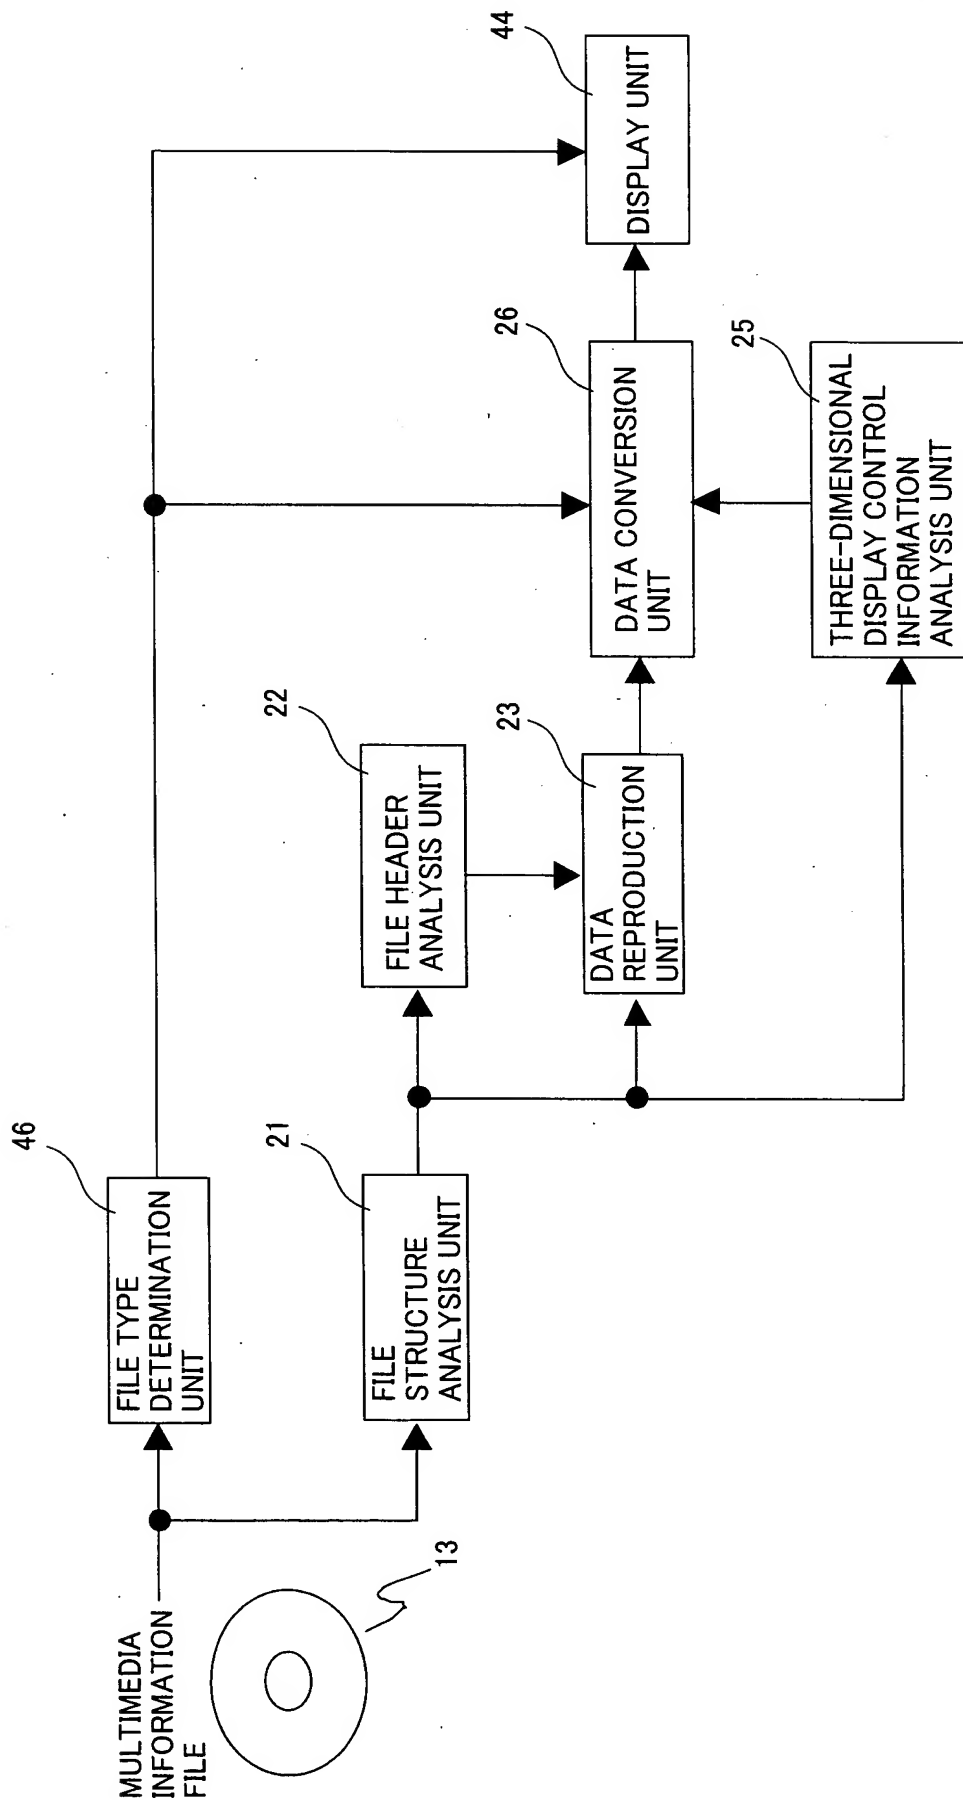 MULTIMEDIA
INFORMATION
FILE
13
46
FILE TYPE
DETERMINATION
UNIT
21
FILE
STRUCTURE
ANALYSIS UNIT
22
FILE HEADER
ANALYSIS UNIT
23
DATA
REPRODUCTION
UNIT
26
DATA CONVERSION
UNIT
25
THREE-DIMENSIONAL
DISPLAY CONTROL
INFORMATION
ANALYSIS UNIT
44
DISPLAY UNIT